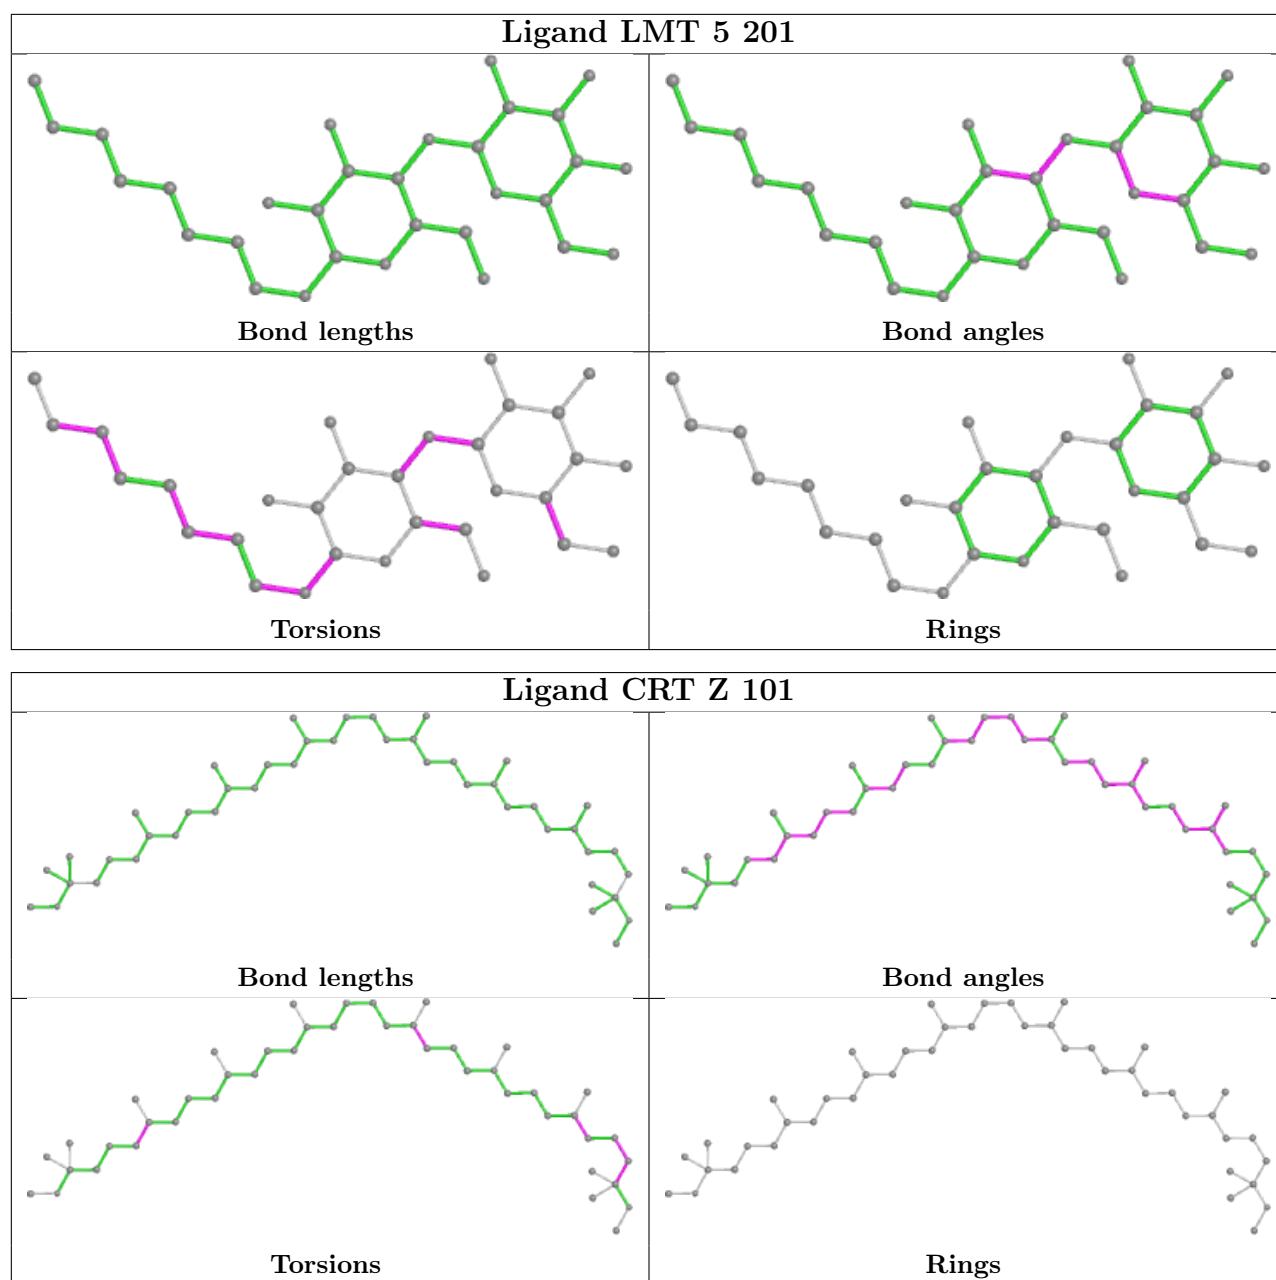 Ligand LMT 5 201
Bond lengths
Bond angles
Torsions
Rings
Ligand CRT Z 101
Bond lengths
Bond angles
Torsions
Rings